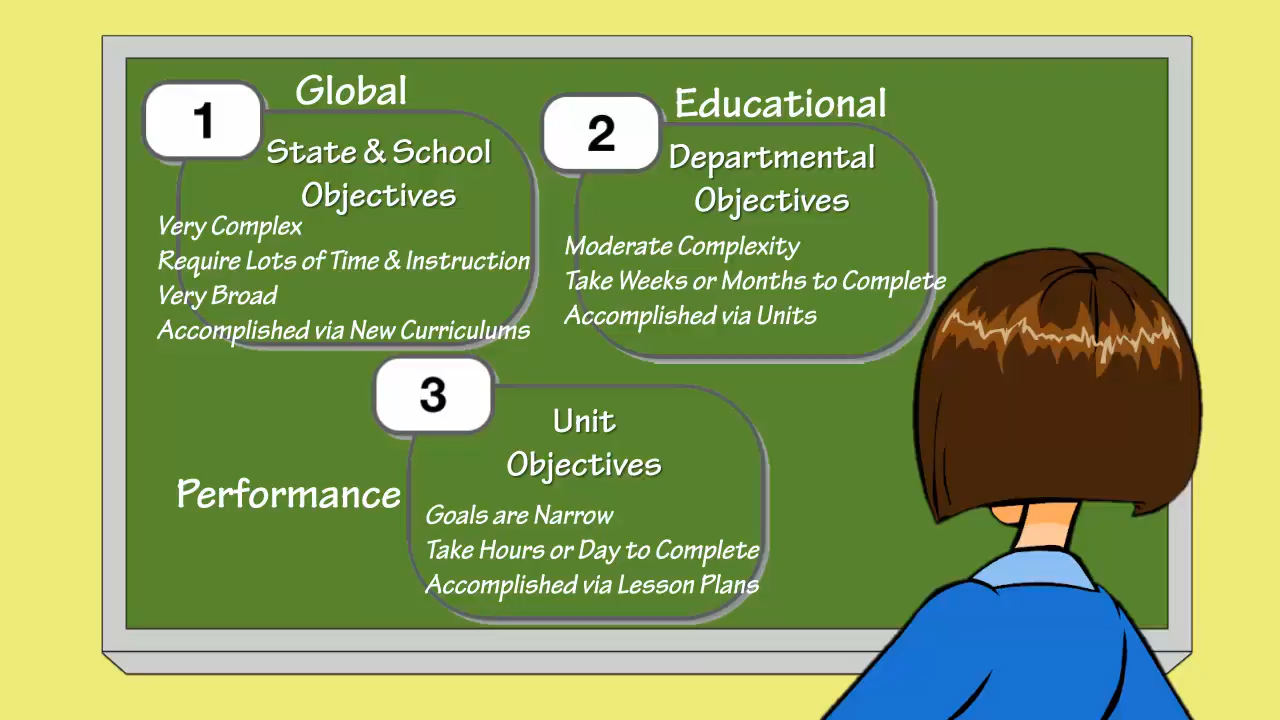 1
Global
State & School
Objectives
Very Complex
Require Lots of Time & Instruction
Very Broad
Accomplished via New Curriculums
2
Educational
Departmental
Objectives
Moderate Complexity
Take Weeks or Months to Complete
Accomplished via Units
3
Performance
Unit
Objectives
Goals are Narrow
Take Hours or Day to Complete
Accomplished via Lesson Plans